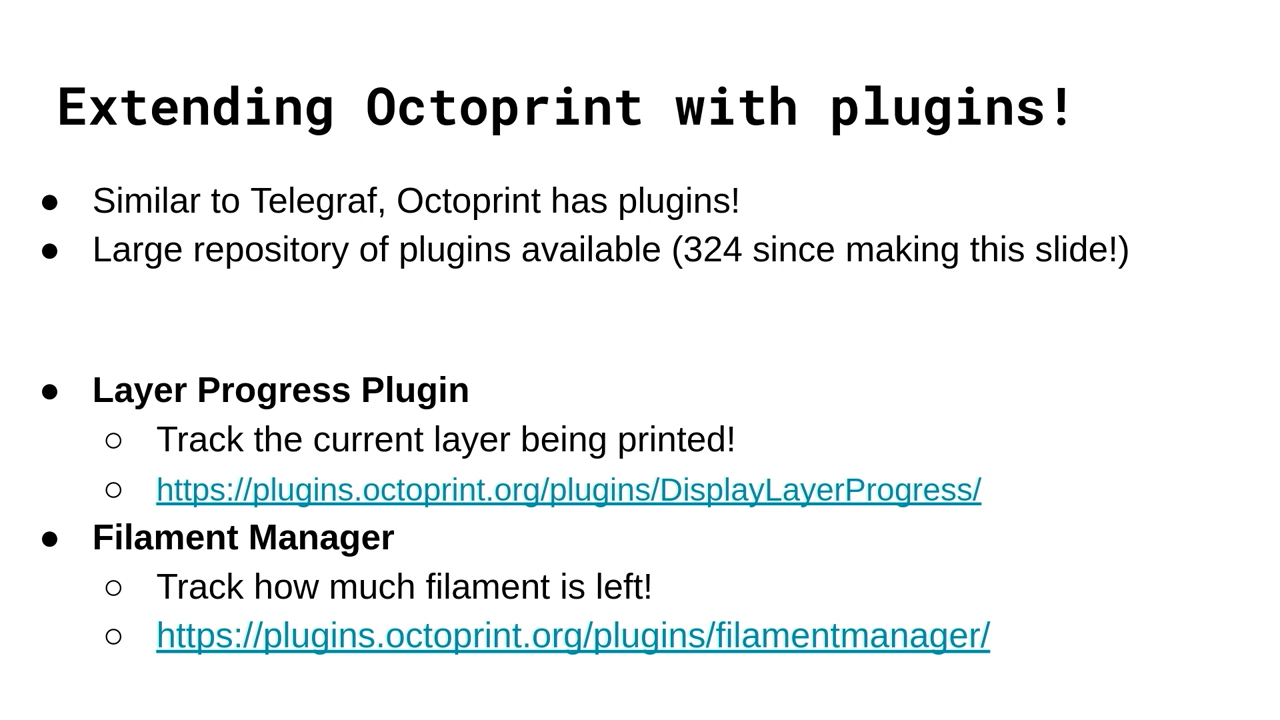 Extending Octoprint with plugins!
● Similar to Telegraf, Octoprint has plugins!
● Large repository of plugins available (324 since making this slide!)
● Layer Progress Plugin
○ Track the current layer being printed!
○ https://plugins.octoprint.org/plugins/DisplayLayerProgress/
● Filament Manager
○ Track how much filament is left!
○ https://plugins.octoprint.org/plugins/filamentmanager/